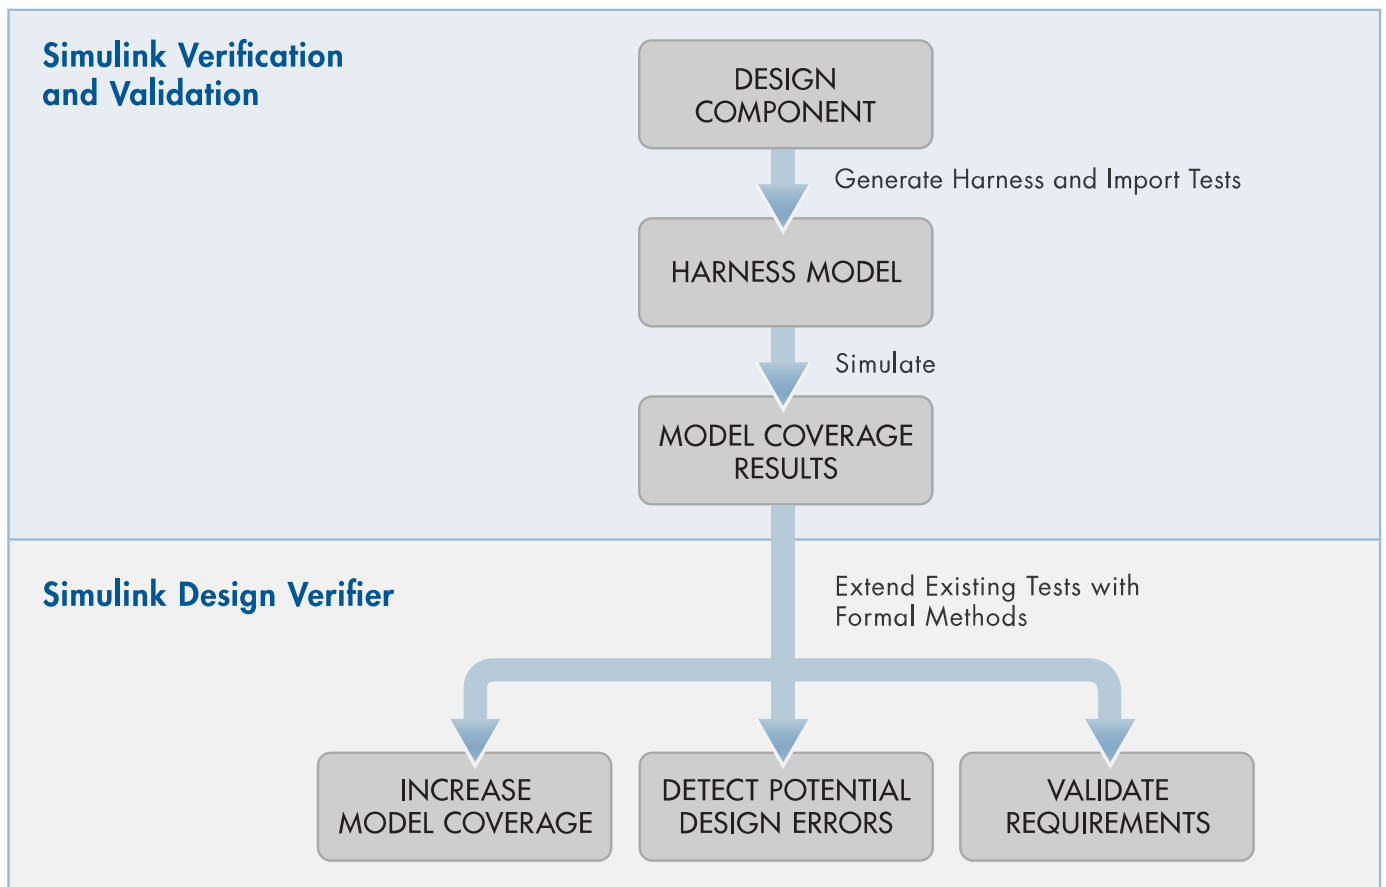 Simulink Verification
and Validation
DESIGN
COMPONENT
Generate Harness and Import Tests
HARNESS MODEL
Simulate
MODEL COVERAGE
RESULTS
Simulink Design Verifier
Extend Existing Tests with
Formal Methods
INCREASE
MODEL COVERAGE
DETECT POTENTIAL
DESIGN ERRORS
VALIDATE
REQUIREMENTS